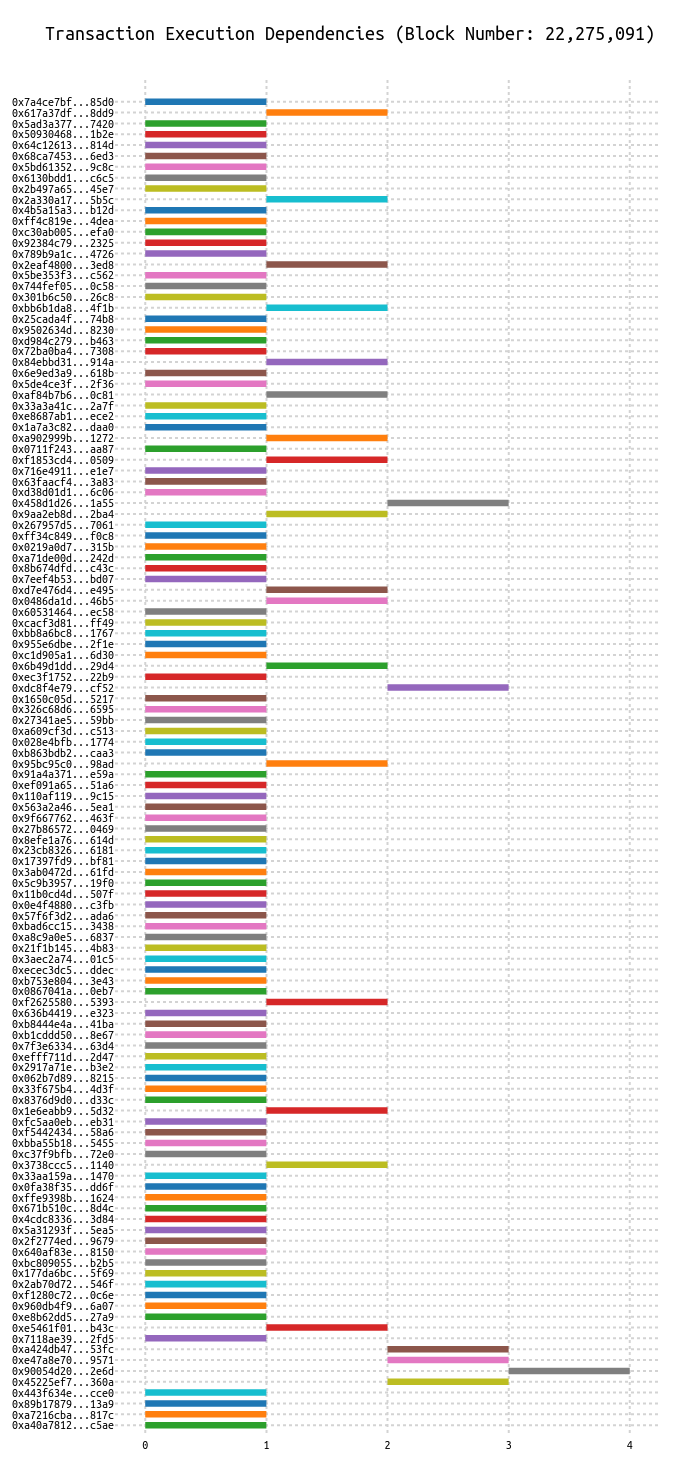 Transaction Execution Dependencies (Block Number: 22,275,091)
0x7a4ce7bf...85d0
0x617a37df...8dd9
0x5ad3a377...7420
0x50930468...1b2e
0x64c12613...814d
0x68ca7453...6ed3
0x5bd61352...9c8c
0x6130bdd1...c6c5
0x2b497a65...45e7
0x2a330a17...5b5c
0x4b5a15a3...b12d
0xff4c819e...4dea
0xc30ab005...efa0
0x92384c79...2325
0x789b9a1c...4726
0x2eaf4800...3ed8
0x5be353f3...c562
0x744fef05...0c58
0x301b6c50...26c8
0xbb6b1da8...4f1b
0x25cada4f...74b8
0x9502634d...8230
0xd984c279...b463
0x72ba0ba4...7308
0x84ebbd31...914a
0x6e9ed3a9...618b
0x5de4ce3f...2f36
0xaf84b7b6...0c81
0x33a3a41c...2a7f
0xe8687ab1...ece2
0x1a7a3c82...daa0
0xa902999b...1272
0x0711f243...aa87
0xf1853cd4...0509
0x716e4911...e1e7
0x63faacf4...3a83
0xd38d01d1...6c06
0x458d1d26...1a55
0x9aa2eb8d...2ba4
0x267957d5...7061
0xff34c849...f0c8
0x0219a0d7...315b
0xa71de00d...242d
0x8b674dfd...c43c
0x7eef4b53...bd07
0xd7e476d4...e495
0x0486da1d...46b5
0x60531464...ec58
0xcacf3d81...ff49
0xbb8a6bc8...1767
0x955e6dbe...2f1e
0xc1d905a1...6d30
0x6b49d1dd...29d4
0xec3f1752...22b9
0xdc8f4e79...cf52
0x1650c05d...5217
0x326c68d6...6595
0x27341ae5...59bb
0xa609cf3d...c513
0x028e4bfb...1774
0xb863bdb2...caa3
0x95bc95c0...98ad
0x91a4a371...e59a
0xef091a65...51a6
0x110af119...9c15
0x563a2a46...5ea1
0x9f667762...463f
0x27b86572...0469
0x8efe1a76...614d
0x23cb8326...6181
0x17397fd9...bf81
0x3ab0472d...61fd
0x5c9b3957...19f0
0x11b0cd4d...507f
0x0e4f4880...c3fb
0x57f6f3d2...ada6
0xbad6cc15...3438
0xa8c9a0e5...6837
0x21f1b145...4b83
0x3aec2a74...01c5
0xecec3dc5...ddec
0xb753e804...3e43
0x0867041a...0eb7
0xf2625580...5393
0x636b4419...e323
0xb8444e4a...41ba
0xb1cddd50...8e67
0x7f3e6334...63d4
0xefff711d...2d47
0x2917a71e...b3e2
0x062b7d89...8215
0x33f675b4...4d3f
0x8376d9d0...d33c
0x1e6eabb9...5d32
0xfc5aa0eb...eb31
0xf5442434...58a6
0xbba55b18...5455
0xc37f9bfb...72e0
0x3738ccc5...1140
0x33aa159a...1470
0x0fa38f35...dd6f
0xffe9398b...1624
0x671b510c...8d4c
0x4cdc8336...3d84
0x5a31293f...5ea5
0x2f2774ed...9679
0x640af83e...8150
0xbc809055...b2b5
0x177da6bc...5f69
0x2ab70d72...546f
0xf1280c72...0c6e
0x960db4f9...6a07
0xe8b62dd5...27a9
0xe5461f01...b43c
0x7118ae39...2fd5
0xa424db47...53fc
0xe47a8e70...9571
0x90054d20...2e6d
0x45225ef7...360a
0x443f634e...cce0
0x89b17879...13a9
0xa7216cba...817c
0xa40a7812...c5ae
0 1 2 3 4